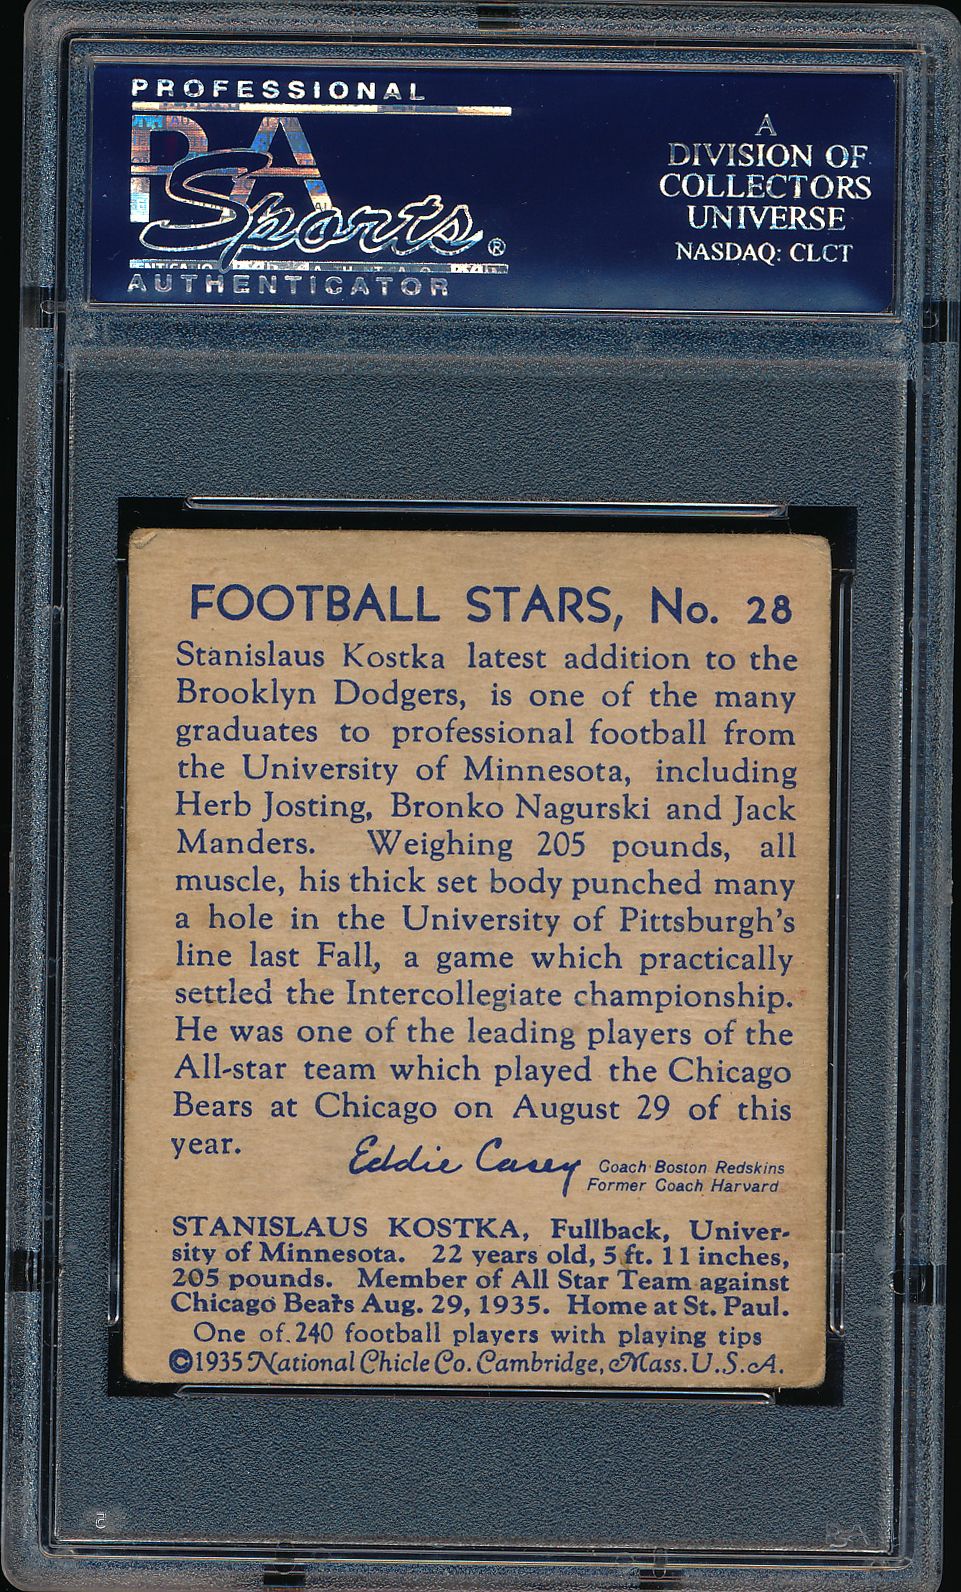 PROFESSIONAL
PSA
Sports®
AUTHENTICATOR
A
DIVISION OF
COLLECTORS
UNIVERSE
NASDAQ: CLCT
FOOTBALL STARS, No. 28
Stanislaus Kostka latest addition to the
Brooklyn Dodgers, is one of the many
graduates to professional football from
the University of Minnesota, including
Herb Josting, Bronko Nagurski and Jack
Manders. Weighing 205 pounds, all
muscle, his thick set body punched many
a hole in the University of Pittsburgh's
line last Fall, a game which practically
settled the Intercollegiate championship.
He was one of the leading players of the
All-star team which played the Chicago
Bears at Chicago on August 29 of this
year.
Eddie Casey
Coach Boston Redskins
Former Coach Harvard
STANISLAUS KOSTKA, Fullback, Univer-
sity of Minnesota. 22 years old, 5 ft. 11 inches,
205 pounds. Member of All Star Team against
Chicago Bears Aug. 29, 1935. Home at St. Paul.
One of 240 football players with playing tips
©1935 National Chicle Co. Cambridge, Mass. U.S.A.
PSA